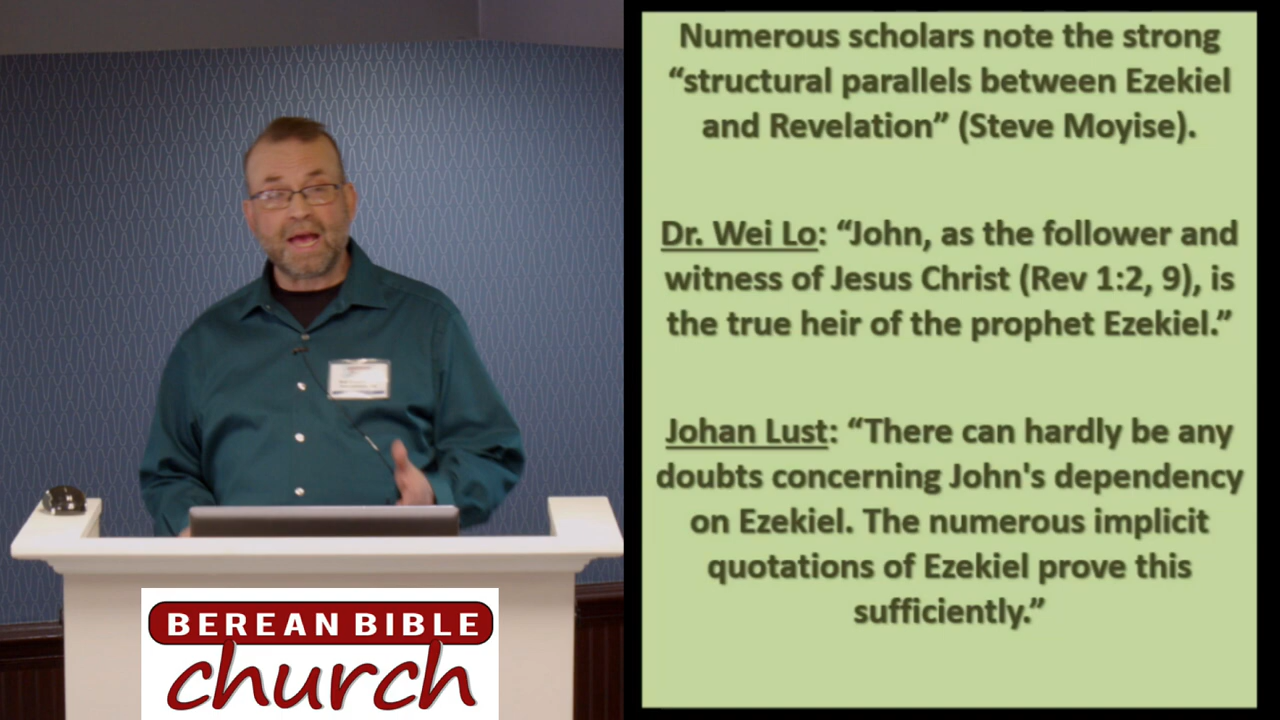 Numerous scholars note the strong
“structural parallels between Ezekiel
and Revelation” (Steve Moyise).
Dr. Wei Lo: “John, as the follower and
witness of Jesus Christ (Rev 1:2, 9), is
the true heir of the prophet Ezekiel.”
Johan Lust: “There can hardly be any
doubts concerning John's dependency
on Ezekiel. The numerous implicit
quotations of Ezekiel prove this
sufficiently.”
BEREAN BIBLE
church